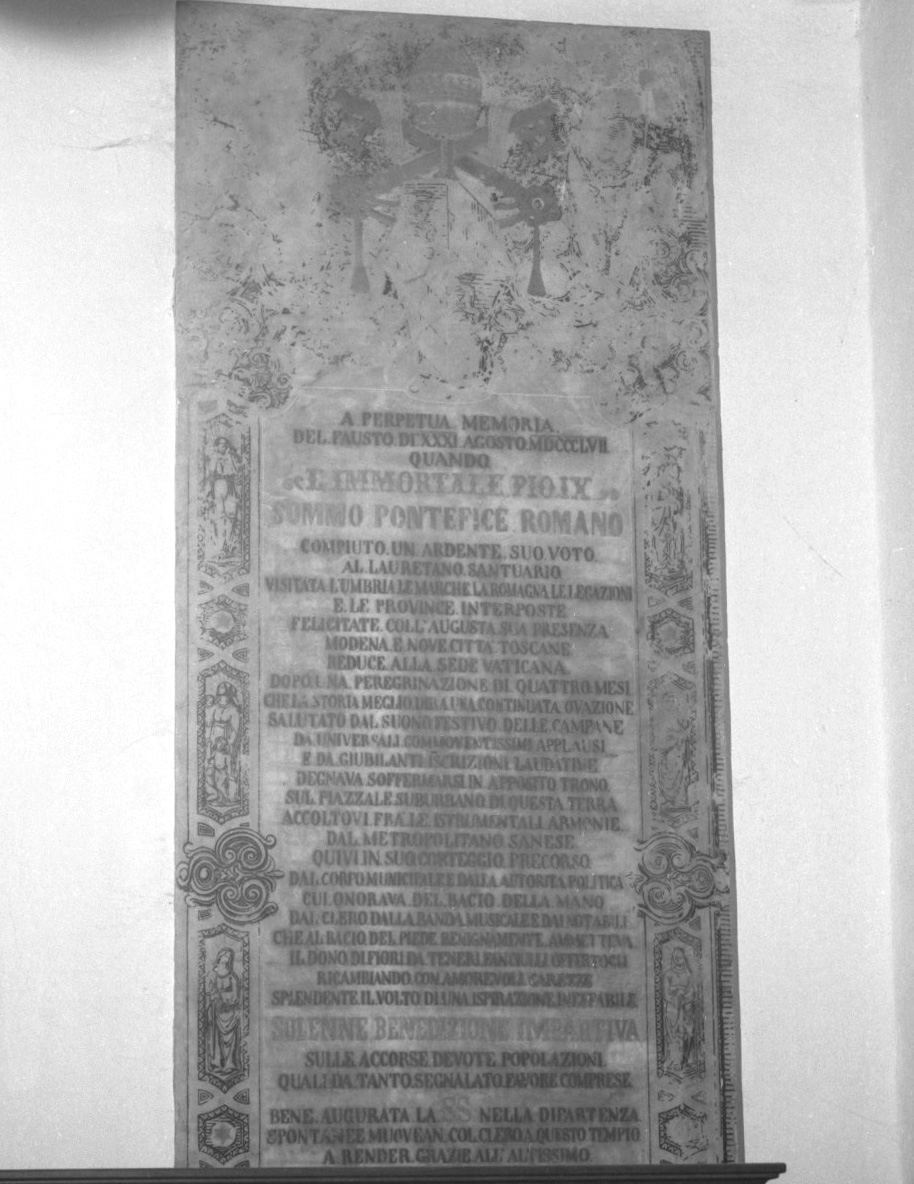 A PERPETUA MEMORIA
DEL FAUSTO DI XXXI AGOSTO MDCCCLVII
QUANDO
L'IMMORTALE PIO IX
SOMMO PONTEFICE ROMANO
COMPIUTO UN ARDENTE SUO VOTO
AL LAURETANO SANTUARIO
VISITATA L'UMBRIA LE MARCHE LA ROMAGNA LE LEGAZIONI
E LE PROVINCE INTERPOSTE
FELICITATE COLL'AUGUSTA SUA PRESENZA
MODENA E NOVE CITTA TOSCANE
REDUCE ALLA SEDE VATICANA
DOPO UNA PEREGRINAZIONE DI QUATTRO MESI
CHE LA STORIA MEGLIO DIRA UNA CONTINUATA OVAZIONE
SALUTATO DAL SUONO FESTIVO DELLE CAMPANE
DA UNIVERSALI COMMOVENTISSIMI APPLAUSI
E DA GIUBILANTI ISCRIZIONI LAUDATIVE
DEGNAVA SOFFERMARSI IN APPOSITO TRONO
SUL PIAZZALE SUBURBANO DI QUESTA TERRA
ACCOLTOVI FRA LE ISTRUMENTALI ARMONIE
DAL METROPOLITANO SANESE
QUIVI IN SUO CORTEGGIO PRECORSO
DAL CORPO MUNICIPALE E DALLA AUTORITA POLITICA
CUI ONORAVA DEL BACIO DELLA MANO
DAL CLERO DALLA BANDA MUSICALE E DAI NOTABILI
CHE AL BACIO DEL PIEDE BENIGNAMENTE AMMETTEVA
IL DONO DI FIORI DA TENERI FANCIULLI OFFERTOGLI
RICAMBIANDO CON AMOREVOLI CAREZZE
SPLENDENTE IL VOLTO DI UNA ISPIRAZIONE INEFFABILE
SOLENNE BENEDIZIONE IMPARTIVA
SULLE ACCORSE DEVOTE POPOLAZIONI
QUALI DA TANTO SEGNALATO FAVORE COMPRESE
BENE AUGURATA LA SS NELLA DIPARTENZA
SPONTANEE MUOVEAN COL CLERO A QUESTO TEMPIO
A RENDER GRAZIE ALL'ALTISSIMO